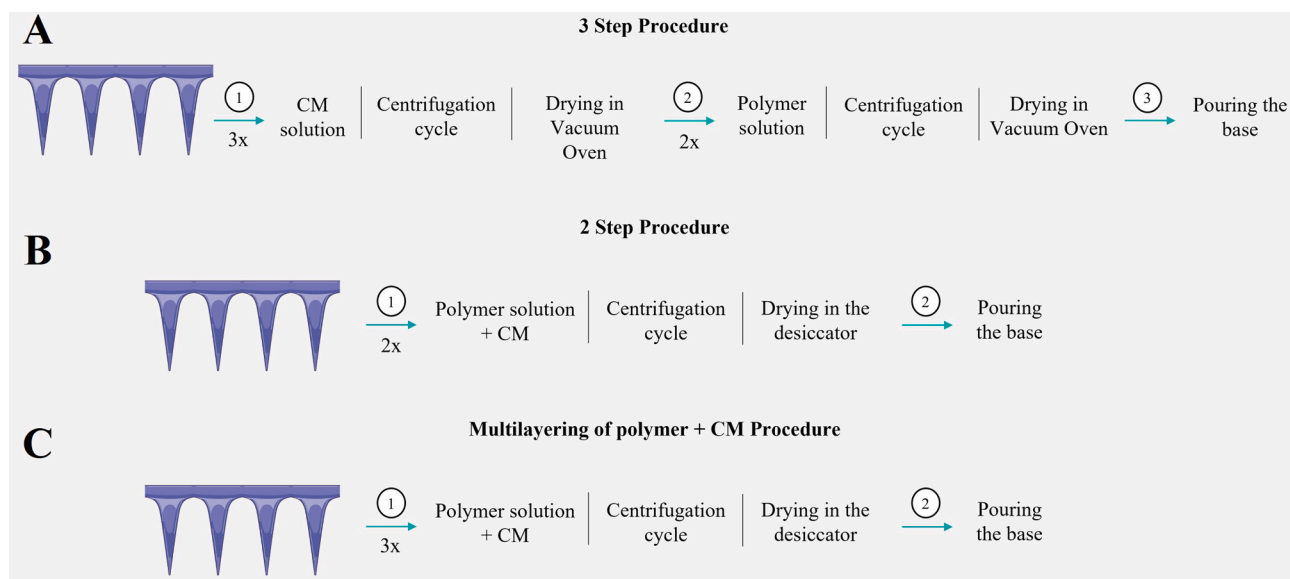 A
3 Step Procedure
1
3x
CM
solution
Centrifugation
cycle
Drying in
Vacuum
Oven
2
2x
Polymer
solution
Centrifugation
cycle
Drying in
Vacuum Oven
3
Pouring the
base
B
2 Step Procedure
1
2x
Polymer solution
+ CM
Centrifugation
cycle
Drying in the
desiccator
2
Pouring
the base
C
Multilayering of polymer + CM Procedure
1
3x
Polymer solution
+ CM
Centrifugation
cycle
Drying in the
desiccator
2
Pouring
the base